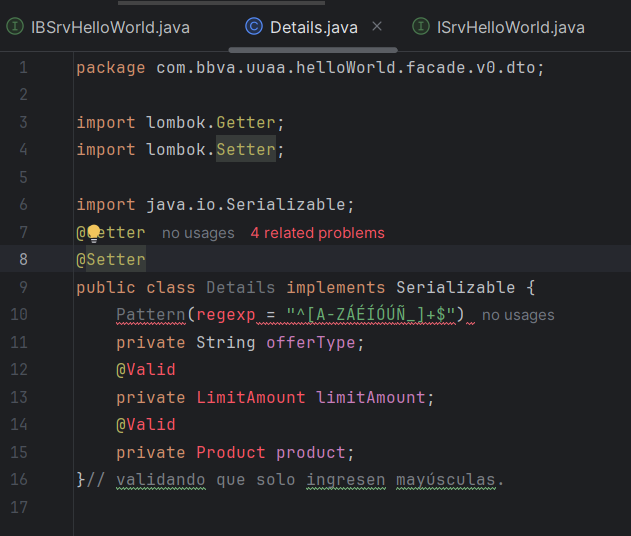 IBSrvHelloWorld.java Details.java ISrvHelloWorld.java
1 package com.bbva.uuaa.helloWorld.facade.v0.dto;
2
3 import lombok.Getter;
4 import lombok.Setter;
5
6 import java.io.Serializable;
7 @Getter no usages 4 related problems
8 @Setter
9 public class Details implements Serializable {
10 Pattern(regexp = "^[A-ZÁÉÍÓÚÑ_]+$") no usages
11 private String offerType;
12 @Valid
13 private LimitAmount limitAmount;
14 @Valid
15 private Product product;
16 }// validando que solo ingresen mayúsculas.
17